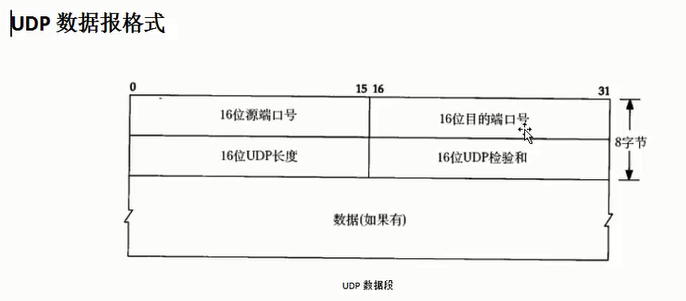 UDP 数据报格式
0 15 16 31
16位源端口号 16位目的端口号
8字节
16位UDP长度 16位UDP检验和
数据(如果有)
UDP 数据段